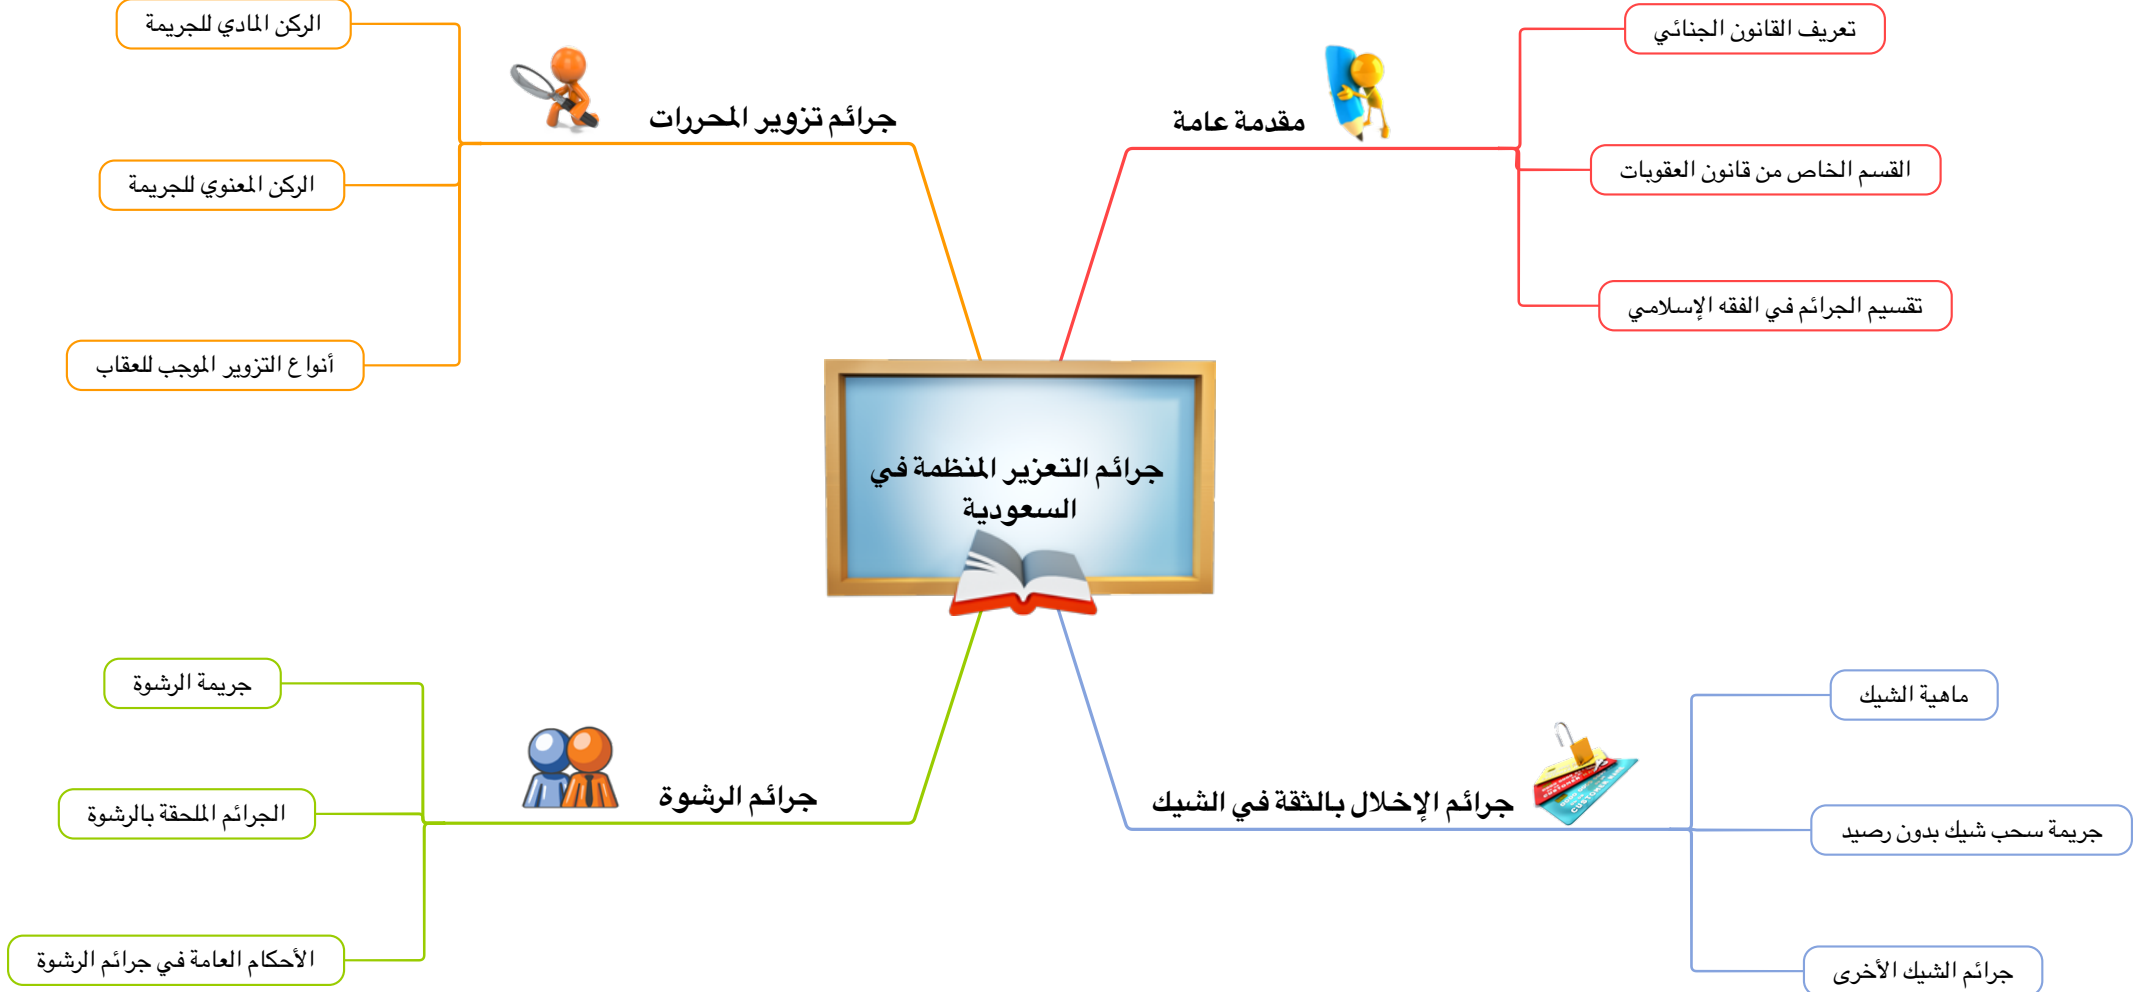 جرائم التعزير المنظمة في
السعودية
مقدمة عامة
تعريف القانون الجنائي
القسم الخاص من قانون العقوبات
تقسيم الجرائم في الفقه الإسلامي
جرائم الإخلال بالثقة في الشيك
ماهية الشيك
جريمة سحب شيك بدون رصيد
جرائم الشيك الأخرى
جرائم تزوير المحررات
الركن المادي للجريمة
الركن المعنوي للجريمة
أنواع التزوير الموجب للعقاب
جرائم الرشوة
جريمة الرشوة
الجرائم الملحقة بالرشوة
الأحكام العامة في جرائم الرشوة